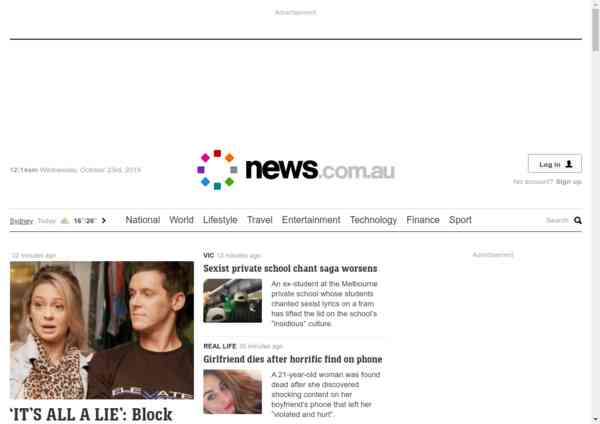 Advertisement
12:14am Wednesday, October 23rd, 2019
news.com.au
Log in
No account? Sign up
Sydney Today 16°/26°
National World Lifestyle Travel Entertainment Technology Finance Sport
Search
22 minutes ago
VIC 12 minutes ago
Advertisement
Sexist private school chant saga worsens
An ex-student at the Melbourne
private school whose students
chanted sexist lyrics on a tram
has lifted the lid on the school's
"insidious" culture.
REAL LIFE 35 minutes ago
Girlfriend dies after horrific find on phone
A 21-year-old woman was found
dead after she discovered
shocking content on her
boyfriend's phone that left her
"violated and hurt".
ELEVATE
'IT'S ALL A LIE': Block